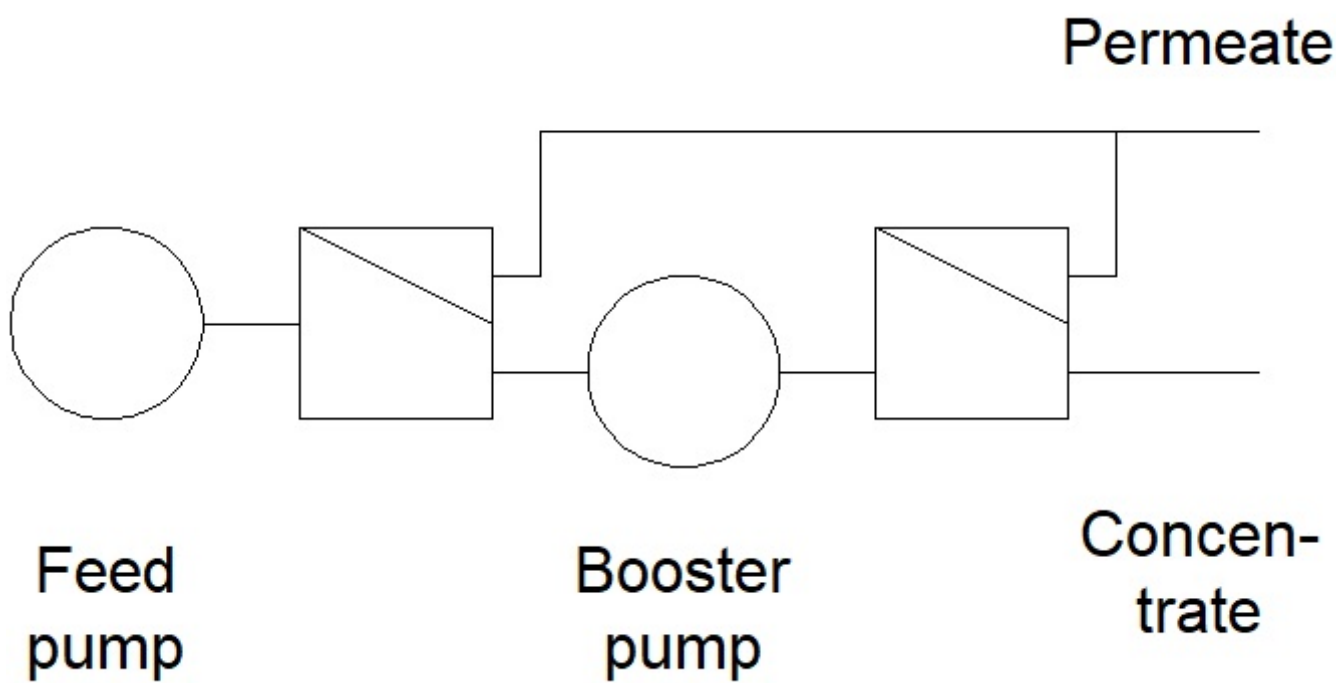 Permeate
Feed
pump
Booster
pump
Concen-
trate